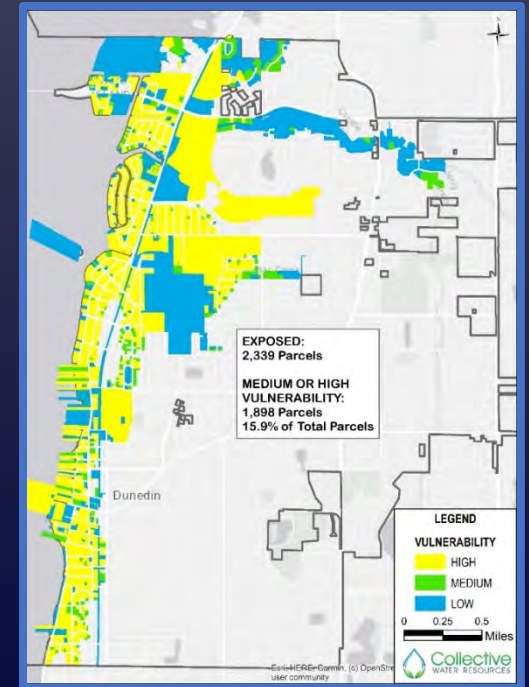 EXPOSED:
2,339 Parcels
MEDIUM OR HIGH
VULNERABILITY:
1,898 Parcels
15.9% of Total Parcels
Dunedin
LEGEND
VULNERABILITY
HIGH
MEDIUM
LOW
0 0.25 0.5
Miles
Collective
WATER RESOURCES
Esri, HERE, Garmin, (c) OpenStre
user community